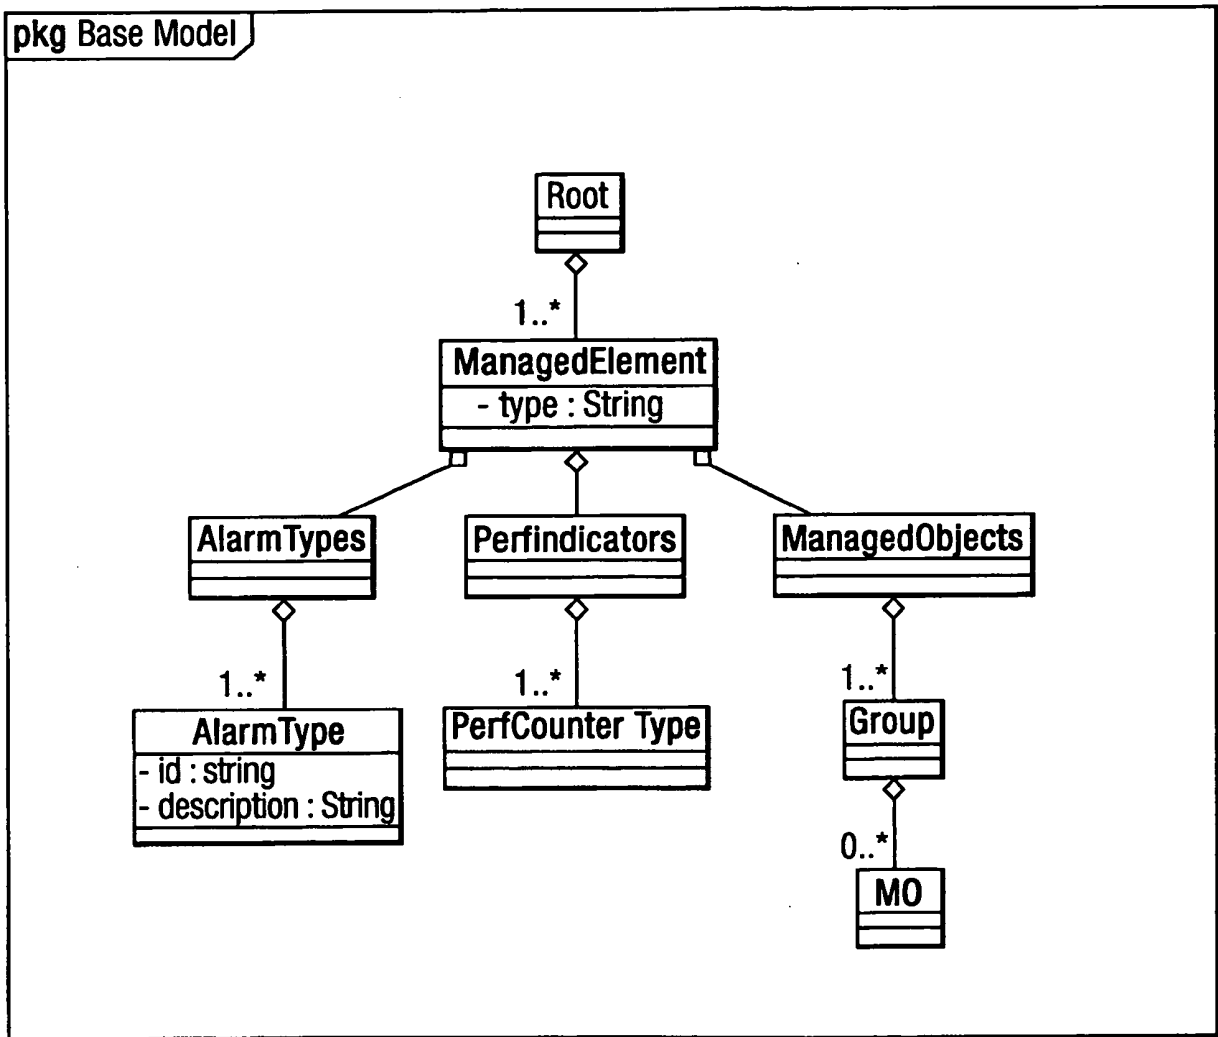 pkg Base Model
Root
1..*
ManagedElement
- type : String
AlarmTypes
Perfindicators
ManagedObjects
1..*
1..*
1..*
AlarmType
- id : string
- description : String
PerfCounter Type
Group
0..*
MO